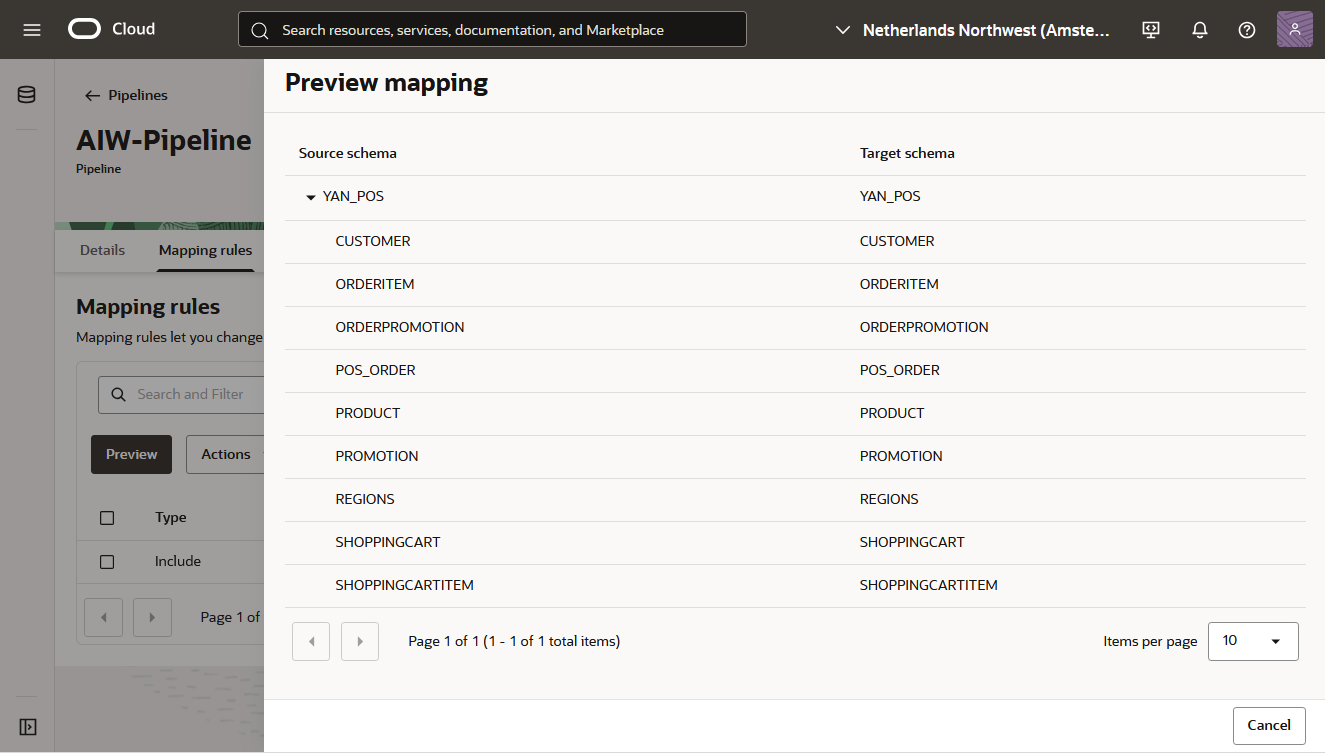 Cloud
Search resources, services, documentation, and Marketplace
Netherlands Northwest (Amste...
Pipelines
AIW-Pipeline
Pipeline
Details Mapping rules
Mapping rules
Mapping rules let you change
Search and Filter
Preview Actions
Type
Include
Page 1 of
Preview mapping
Source schema Target schema
YAN_POS YAN_POS
CUSTOMER CUSTOMER
ORDERITEM ORDERITEM
ORDERPROMOTION ORDERPROMOTION
POS_ORDER POS_ORDER
PRODUCT PRODUCT
PROMOTION PROMOTION
REGIONS REGIONS
SHOPPINGCART SHOPPINGCART
SHOPPINGCARTITEM SHOPPINGCARTITEM
Page 1 of 1 (1 - 1 of 1 total items) Items per page 10
Cancel